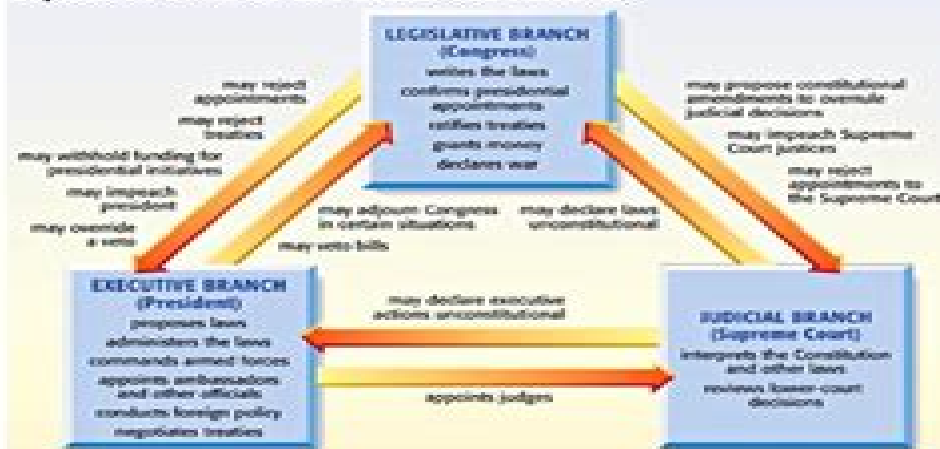 LEGISLATIVE BRANCH
(Congress)
writes the laws
confirms presidential
appointments
ratifies treaties
grants money
declares war
may reject
appointments
may reject
treaties
may withhold funding for
presidential initiatives
may impeach
president
may override
a veto
may adjourn Congress
in certain situations
may veto bills
may declare laws
unconstitutional
may propose constitutional
amendments to overrule
judicial decisions
may impeach Supreme
Court justices
may reject
appointments to
the Supreme Court
EXECUTIVE BRANCH
(President)
proposes laws
administers the laws
commands armed forces
appoints ambassadors
and other officials
conducts foreign policy
negotiates treaties
may declare executive
actions unconstitutional
appoints judges
JUDICIAL BRANCH
(Supreme Court)
interprets the Constitution
and other laws
reviews lower-court
decisions